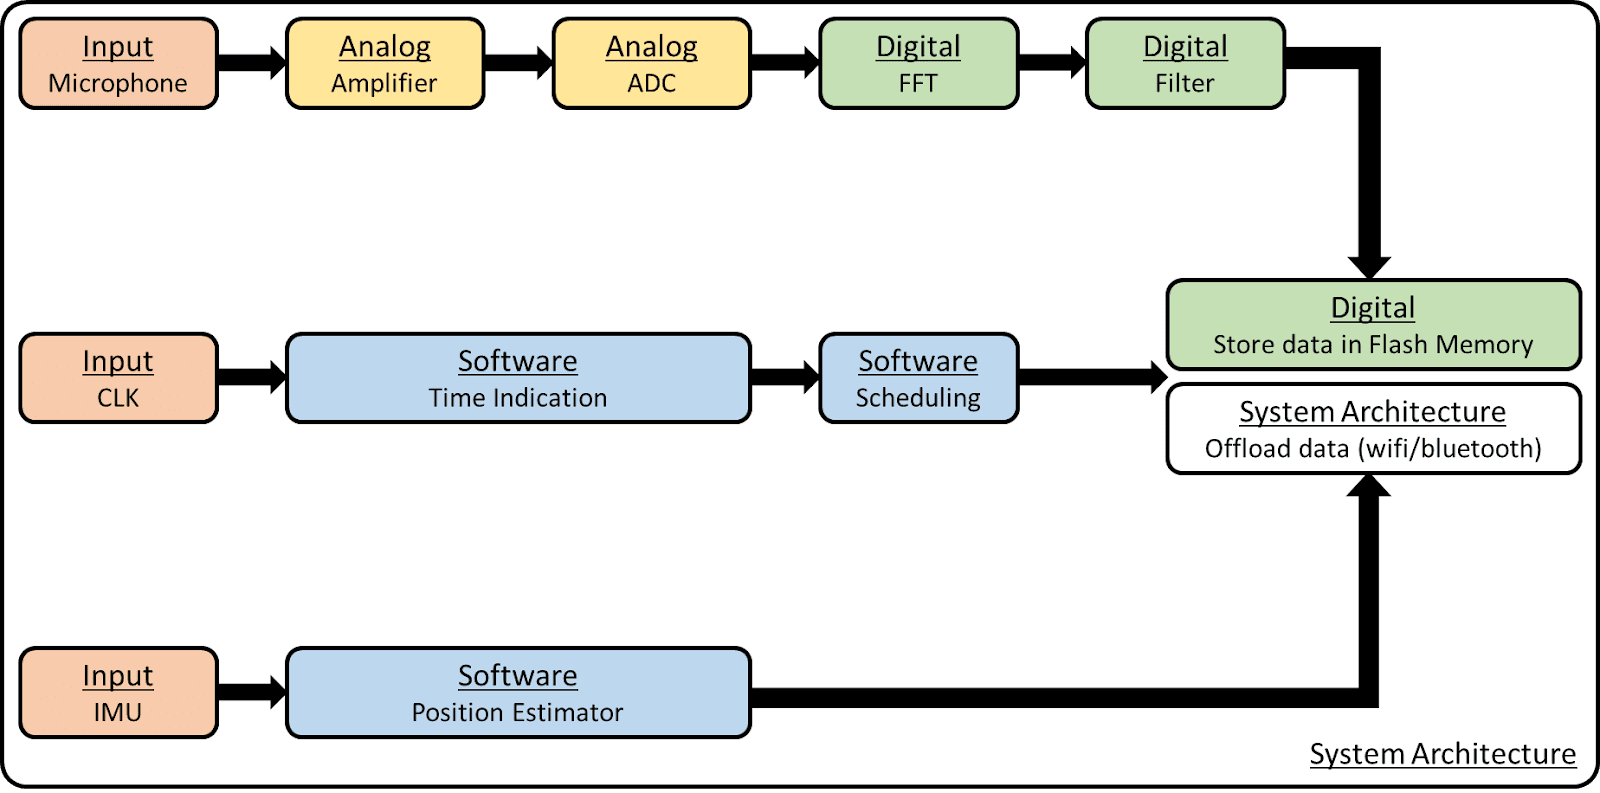 Input
Microphone
Analog
Amplifier
Analog
ADC
Digital
FFT
Digital
Filter
Digital
Store data in Flash Memory
Input
CLK
Software
Time Indication
Software
Scheduling
System Architecture
Offload data (wifi/bluetooth)
Input
IMU
Software
Position Estimator
System Architecture